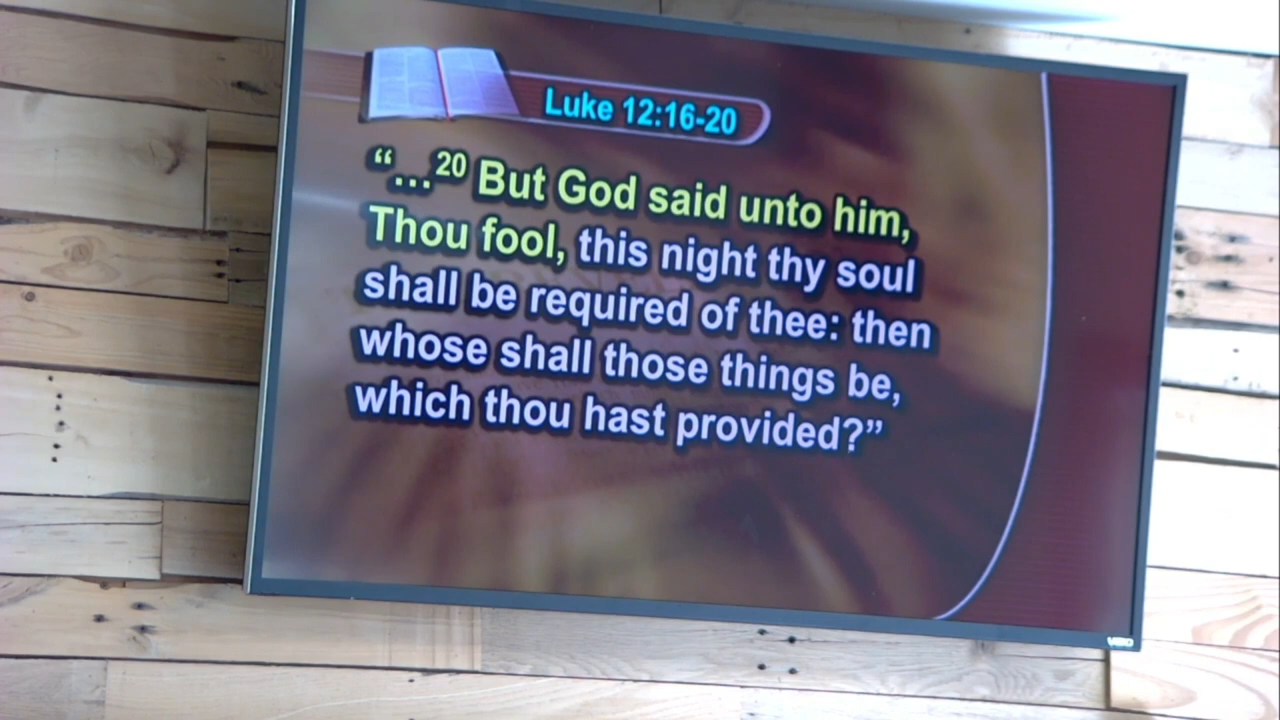 Luke 12:16-20
“...20 But God said unto him,
Thou fool, this night thy soul
shall be required of thee: then
whose shall those things be,
which thou hast provided?”
VIZIO